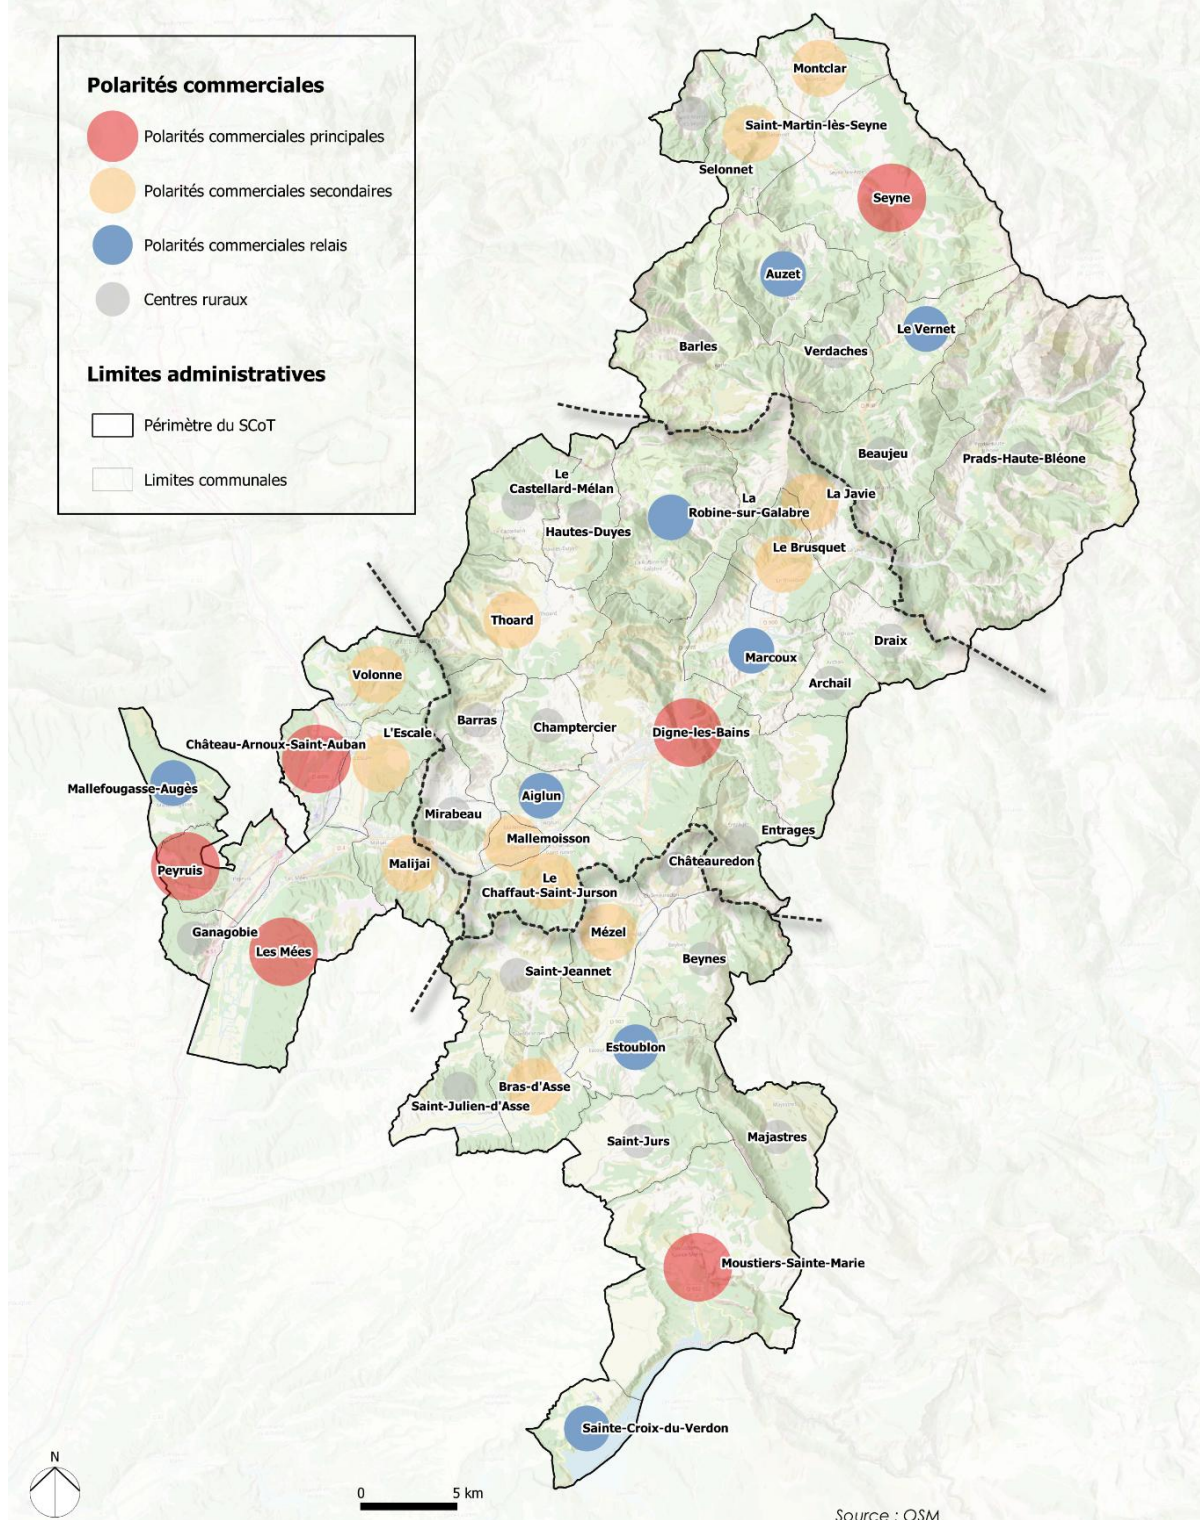 Polarités commerciales
Polarités commerciales principales
Polarités commerciales secondaires
Polarités commerciales relais
Centres ruraux
Limites administratives
Périmètre du SCoT
Limites communales
Montclar
Saint-Martin-lès-Seyne
Selonnet
Seyne
Auzet
Le Vernet
Barles
Verdaches
Beaujeu
Prads-Haute-Bléone
Le
Castellard-Mélan
La Javie
La
Robine-sur-Galabre
Hautes-Duyes
Le Brusquet
Thoard
Draix
Marcoux
Volonne
Archail
Barras
Champtercier
Digne-les-Bains
L'Escale
Château-Arnoux-Saint-Auban
Mallefougasse-Augès
Aiglun
Mirabeau
Entrages
Mallemoisson
Châteauredon
Malijai
Peyruis
Le
Chaffaut-Saint-Jurson
Ganagobie
Mézel
Les Mées
Beynes
Saint-Jeannet
Estoublon
Bras-d'Asse
Saint-Julien-d'Asse
Saint-Jurs
Majastres
Moustiers-Sainte-Marie
Sainte-Croix-du-Verdon
N
0 5 km
Source : OSM